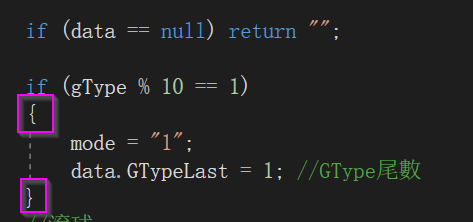 if (data == null) return "";
if (gType % 10 == 1)
{
mode = "1";
data.GTypeLast = 1; //GType尾數
}